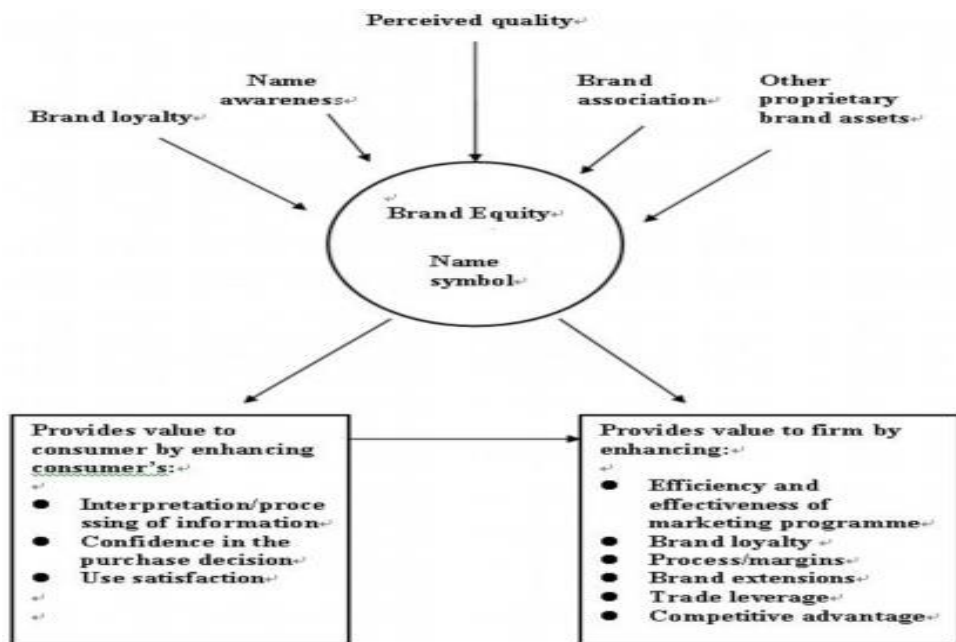 Perceived quality
Name
awareness
Brand
association
Other
proprietary
brand assets
Brand loyalty
Brand Equity
Name
symbol
Provides value to
consumer by enhancing
consumer's:
● Interpretation/proce
ssing of information
● Confidence in the
purchase decision
● Use satisfaction
Provides value to firm by
enhancing:
● Efficiency and
effectiveness of
marketing programme
● Brand loyalty
● Process/margins
● Brand extensions
● Trade leverage
● Competitive advantage